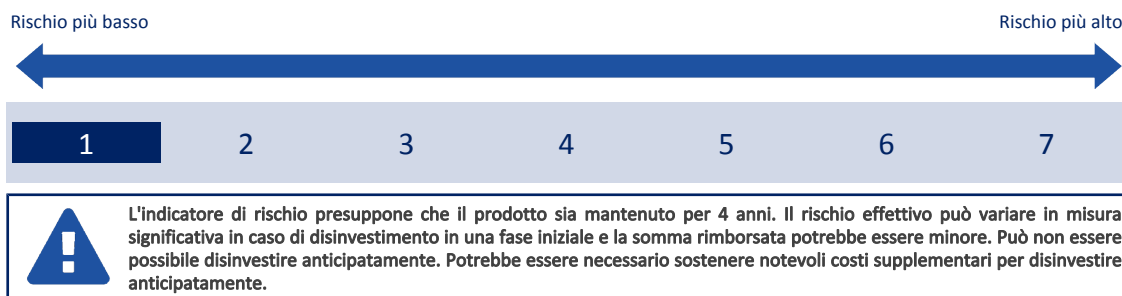 Rischio più basso
Rischio più alto
1 2 3 4 5 6 7
L'indicatore di rischio presuppone che il prodotto sia mantenuto per 4 anni. Il rischio effettivo può variare in misura
significativa in caso di disinvestimento in una fase iniziale e la somma rimborsata potrebbe essere minore. Può non essere
possibile disinvestire anticipatamente. Potrebbe essere necessario sostenere notevoli costi supplementari per disinvestire
anticipatamente.